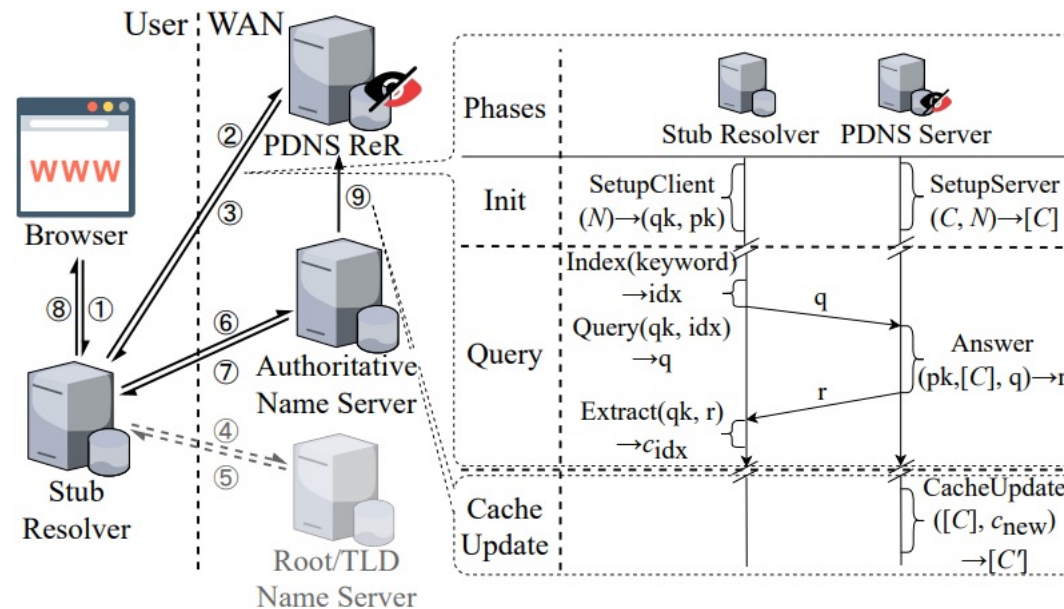 User
WAN
WWW
Browser
②
③
PDNS ReR
⑨
⑧ ①
⑥
⑦
Authoritative
Name Server
④
⑤
Stub
Resolver
Root/TLD
Name Server
Phases
Stub Resolver
PDNS Server
Init
SetupClient
(N)→(qk, pk)
SetupServer
(C, N)→[C]
Query
Index(keyword)
→idx
q
Query(qk, idx)
→q
Answer
(pk,[C], q)→r
r
Extract(qk, r)
→cidx
Cache
Update
CacheUpdate
([C], cnew)
→[C']